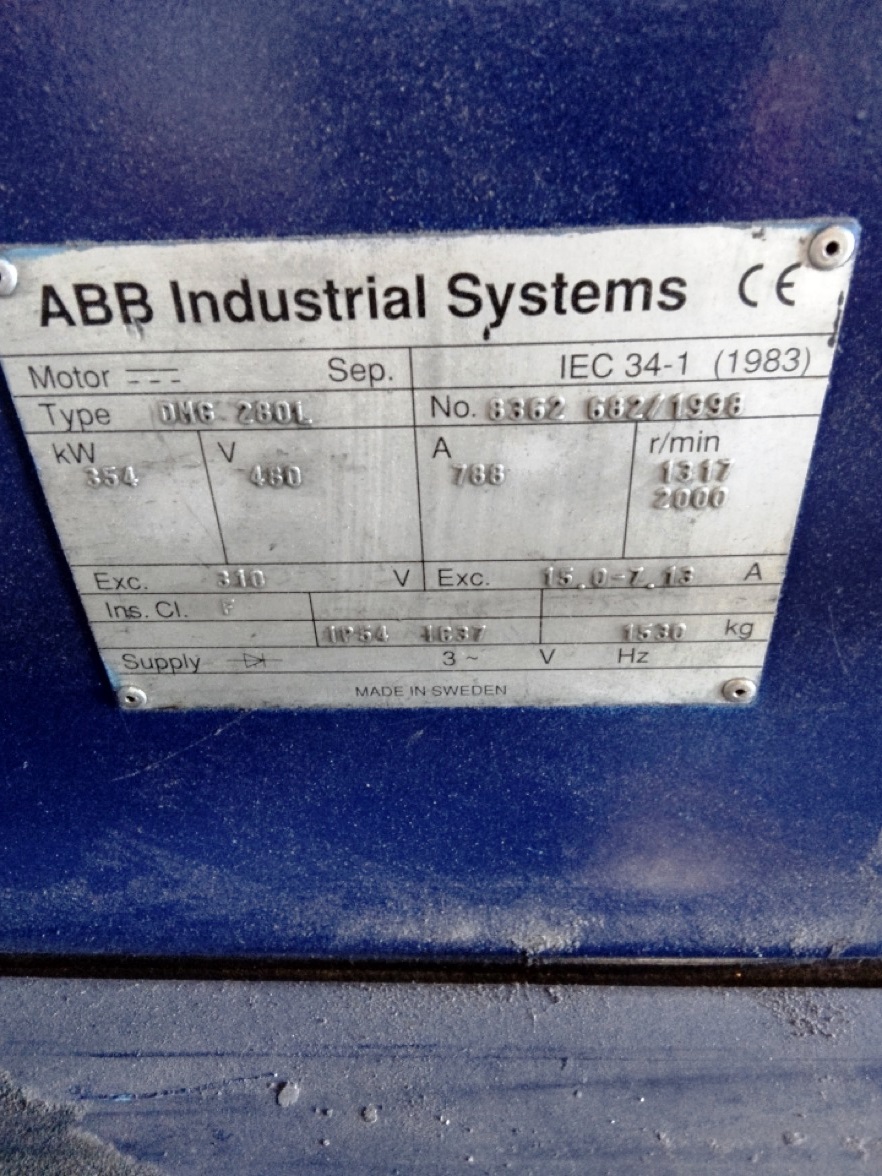 ABB Industrial Systems CE
Motor Sep. IEC 34-1 (1983)
Type DMG 280L No. 8362 682/1998
kW V A r/min
354 480 788 1317
2000
Exc. 310 V Exc. 15.0-7.13 A
Ins. Cl. F
IP54 IC37 1530 kg
Supply 3 ~ V Hz
MADE IN SWEDEN